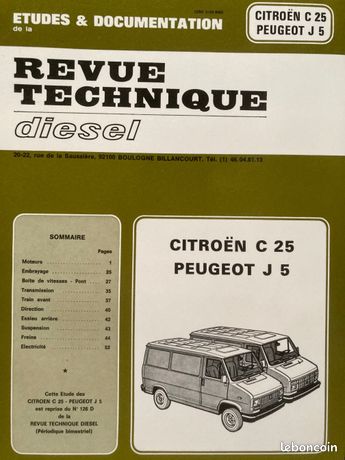 ETUDES & DOCUMENTATION
de la
CITROËN C 25
PEUGEOT J 5
REVUE
TECHNIQUE
diesel
20-22, rue de la Saussière, 92100 BOULOGNE BILLANCOURT. Tél. (1) 46.04.81.13
SOMMAIRE
Pages
Moteurs 1
Embrayage 25
Boite de vitesses - Pont 27
Transmission 35
Train avant 37
Direction 40
Essieu arrière 42
Suspension 43
Freins 44
Electricité 52
Cette Etude des
CITROEN C 25 - PEUGEOT J 5
est reprise du N° 126 D
de la
REVUE TECHNIQUE DIESEL
(Périodique bimestriel)
CITROËN C 25
PEUGEOT J 5
leboncoin